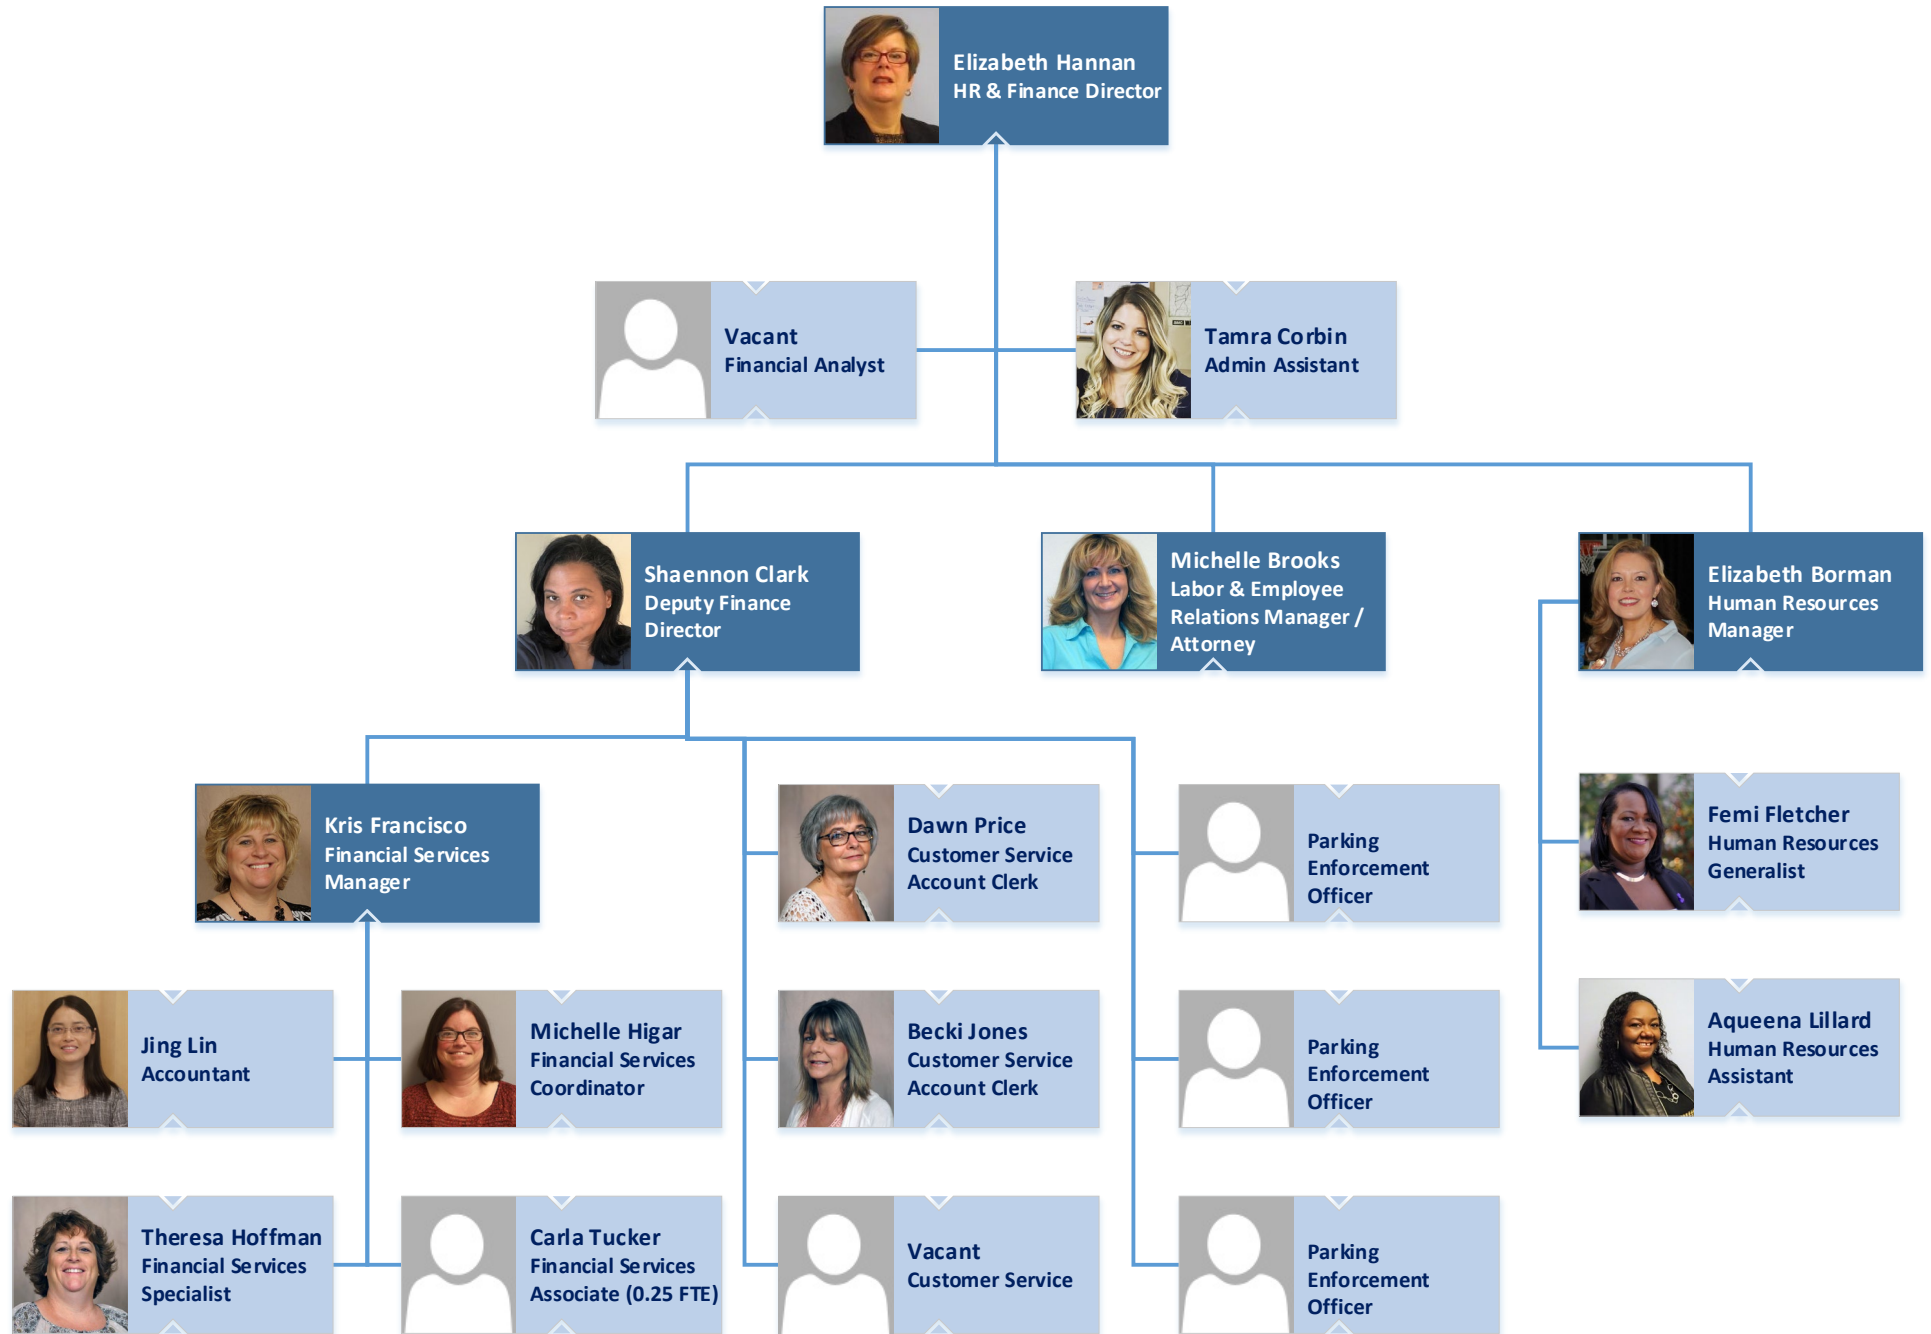 Elizabeth Hannan
HR & Finance Director
Vacant
Financial Analyst
Tamra Corbin
Admin Assistant
Shaennon Clark
Deputy Finance
Director
Michelle Brooks
Labor & Employee
Relations Manager /
Attorney
Elizabeth Borman
Human Resources
Manager
Kris Francisco
Financial Services
Manager
Dawn Price
Customer Service
Account Clerk
Parking
Enforcement
Officer
Femi Fletcher
Human Resources
Generalist
Jing Lin
Accountant
Michelle Higar
Financial Services
Coordinator
Becki Jones
Customer Service
Account Clerk
Parking
Enforcement
Officer
Aqueena Lillard
Human Resources
Assistant
Theresa Hoffman
Financial Services
Specialist
Carla Tucker
Financial Services
Associate (0.25 FTE)
Vacant
Customer Service
Parking
Enforcement
Officer